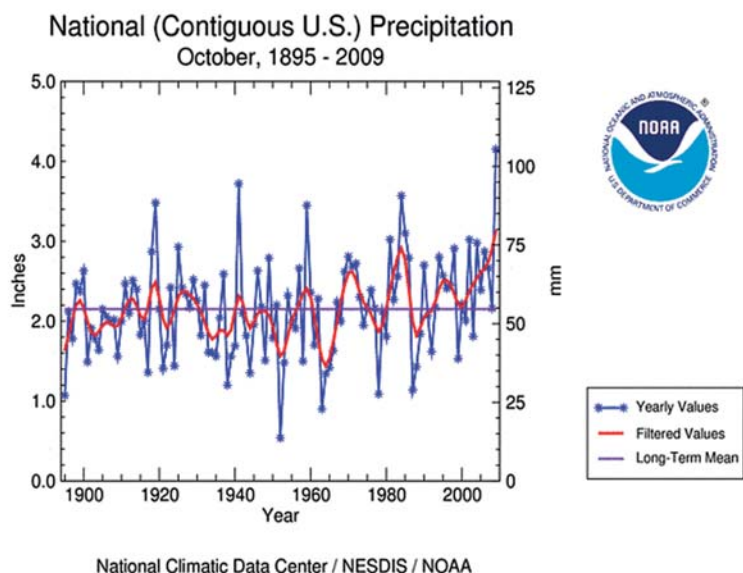 National (Contiguous U.S.) Precipitation
October, 1895 - 2009
5.0
4.0
3.0
2.0
1.0
0.0
Inches
125
100
75
50
25
0
mm
1900
1920
1940
1960
1980
2000
Year
NATIONAL OCEANIC AND ATMOSPHERIC ADMINISTRATION
NOAA
U.S. DEPARTMENT OF COMMERCE
®
Yearly Values
Filtered Values
Long-Term Mean
National Climatic Data Center / NESDIS / NOAA